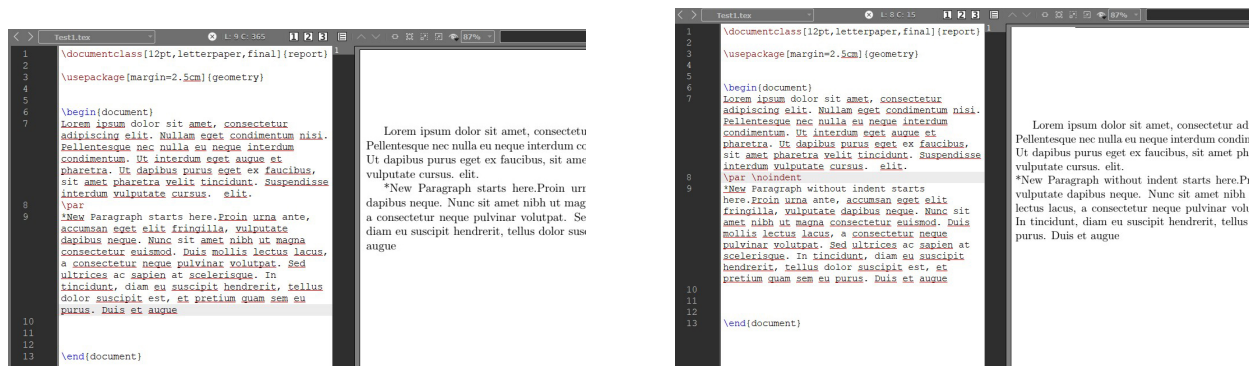 Test1.tex
L: 9 C: 365
1 2 3
87%
1
1 \documentclass[12pt,letterpaper,final]{report}
2
3 \usepackage[margin=2.5cm]{geometry}
4
5
6 \begin{document}
7 Lorem ipsum dolor sit amet, consectetur
adipiscing elit. Nullam eget condimentum nisi.
Pellentesque nec nulla eu neque interdum
condimentum. Ut interdum eget augue et
pharetra. Ut dapibus purus eget ex faucibus,
sit amet pharetra velit tincidunt. Suspendisse
interdum vulputate cursus. elit.
8 \par
9 *New Paragraph starts here.Proin urna ante,
accumsan eget elit fringilla, vulputate
dapibus neque. Nunc sit amet nibh ut magna
consectetur euismod. Duis mollis lectus lacus,
a consectetur neque pulvinar volutpat. Sed
ultrices ac sapien at scelerisque. In
tincidunt, diam eu suscipit hendrerit, tellus
dolor suscipit est, et pretium quam sem eu
purus. Duis et augue
10
11
12
13 \end{document}
Lorem ipsum dolor sit amet, consectetu
Pellentesque nec nulla eu neque interdum co
Ut dapibus purus eget ex faucibus, sit ame
vulputate cursus. elit.
*New Paragraph starts here.Proin urn
dapibus neque. Nunc sit amet nibh ut mag
a consectetur neque pulvinar volutpat. Se
diam eu suscipit hendrerit, tellus dolor susc
augue
Test1.tex
L: 8 C: 15
1 2 3
87%
1
1 \documentclass[12pt,letterpaper,final]{report}
2
3 \usepackage[margin=2.5cm]{geometry}
4
5
6 \begin{document}
7 Lorem ipsum dolor sit amet, consectetur
adipiscing elit. Nullam eget condimentum nisi.
Pellentesque nec nulla eu neque interdum
condimentum. Ut interdum eget augue et
pharetra. Ut dapibus purus eget ex faucibus,
sit amet pharetra velit tincidunt. Suspendisse
interdum vulputate cursus. elit.
8 \par \noindent
9 *New Paragraph without indent starts
here.Proin urna ante, accumsan eget elit
fringilla, vulputate dapibus neque. Nunc sit
amet nibh ut magna consectetur euismod. Duis
mollis lectus lacus, a consectetur neque
pulvinar volutpat. Sed ultrices ac sapien at
scelerisque. In tincidunt, diam eu suscipit
hendrerit, tellus dolor suscipit est, et
pretium quam sem eu purus. Duis et augue
10
11
12
13 \end{document}
Lorem ipsum dolor sit amet, consectetur adi
Pellentesque nec nulla eu neque interdum condin
Ut dapibus purus eget ex faucibus, sit amet ph
vulputate cursus. elit.
*New Paragraph without indent starts here.Pr
vulputate dapibus neque. Nunc sit amet nibh
lectus lacus, a consectetur neque pulvinar volu
In tincidunt, diam eu suscipit hendrerit, tellus
purus. Duis et augue